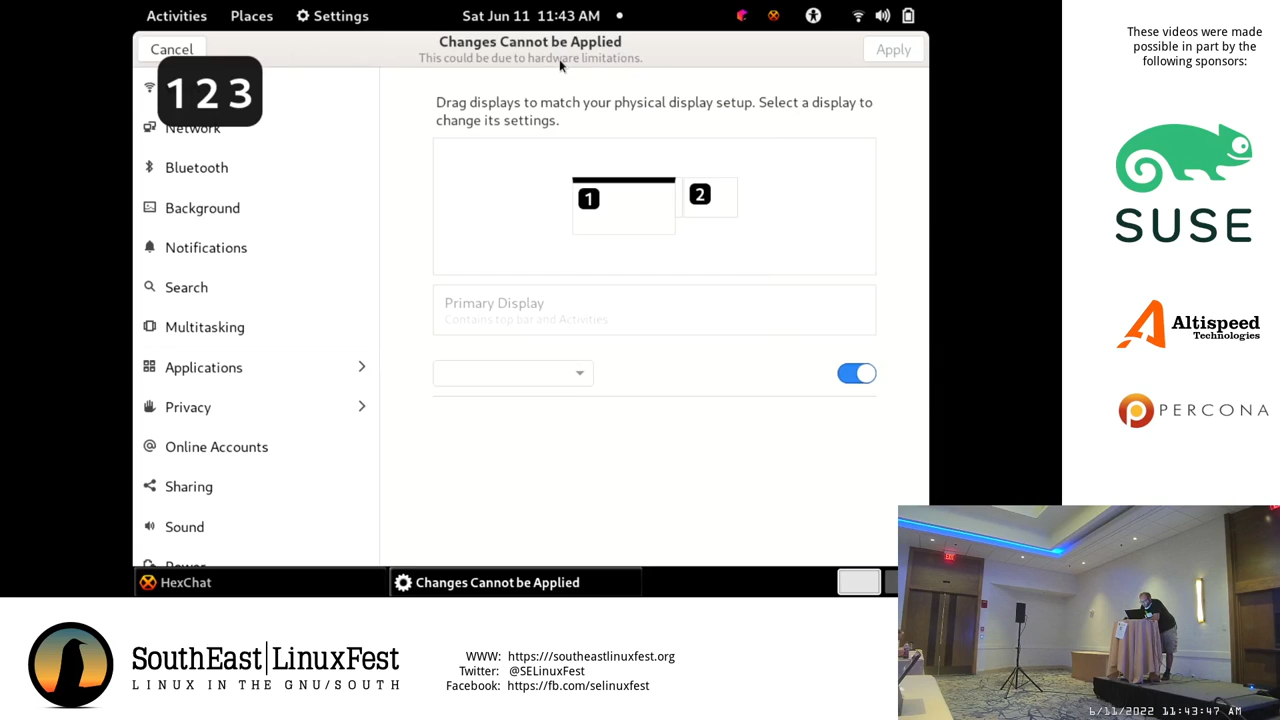 Activities Places Settings Sat Jun 11 11:43 AM
Cancel
Changes Cannot be Applied
This could be due to hardware limitations.
Apply
1 2 3
Network
Bluetooth
Background
Notifications
Search
Multitasking
Applications
Privacy
Online Accounts
Sharing
Sound
Power
Drag displays to match your physical display setup. Select a display to
change its settings.
1
2
Primary Display
Contains top bar and Activities
HexChat
Changes Cannot be Applied
These videos were made
possible in part by the
following sponsors:
SUSE
Altispeed
Technologies
PERCONA
EXIT
6/11/2022 11:43:47 AM
SouthEast LinuxFest
LINUX IN THE GNU/SOUTH
WWW: https:///southeastlinuxfest.org
Twitter: @SELinuxFest
Facebook: https://fb.com/selinuxfest